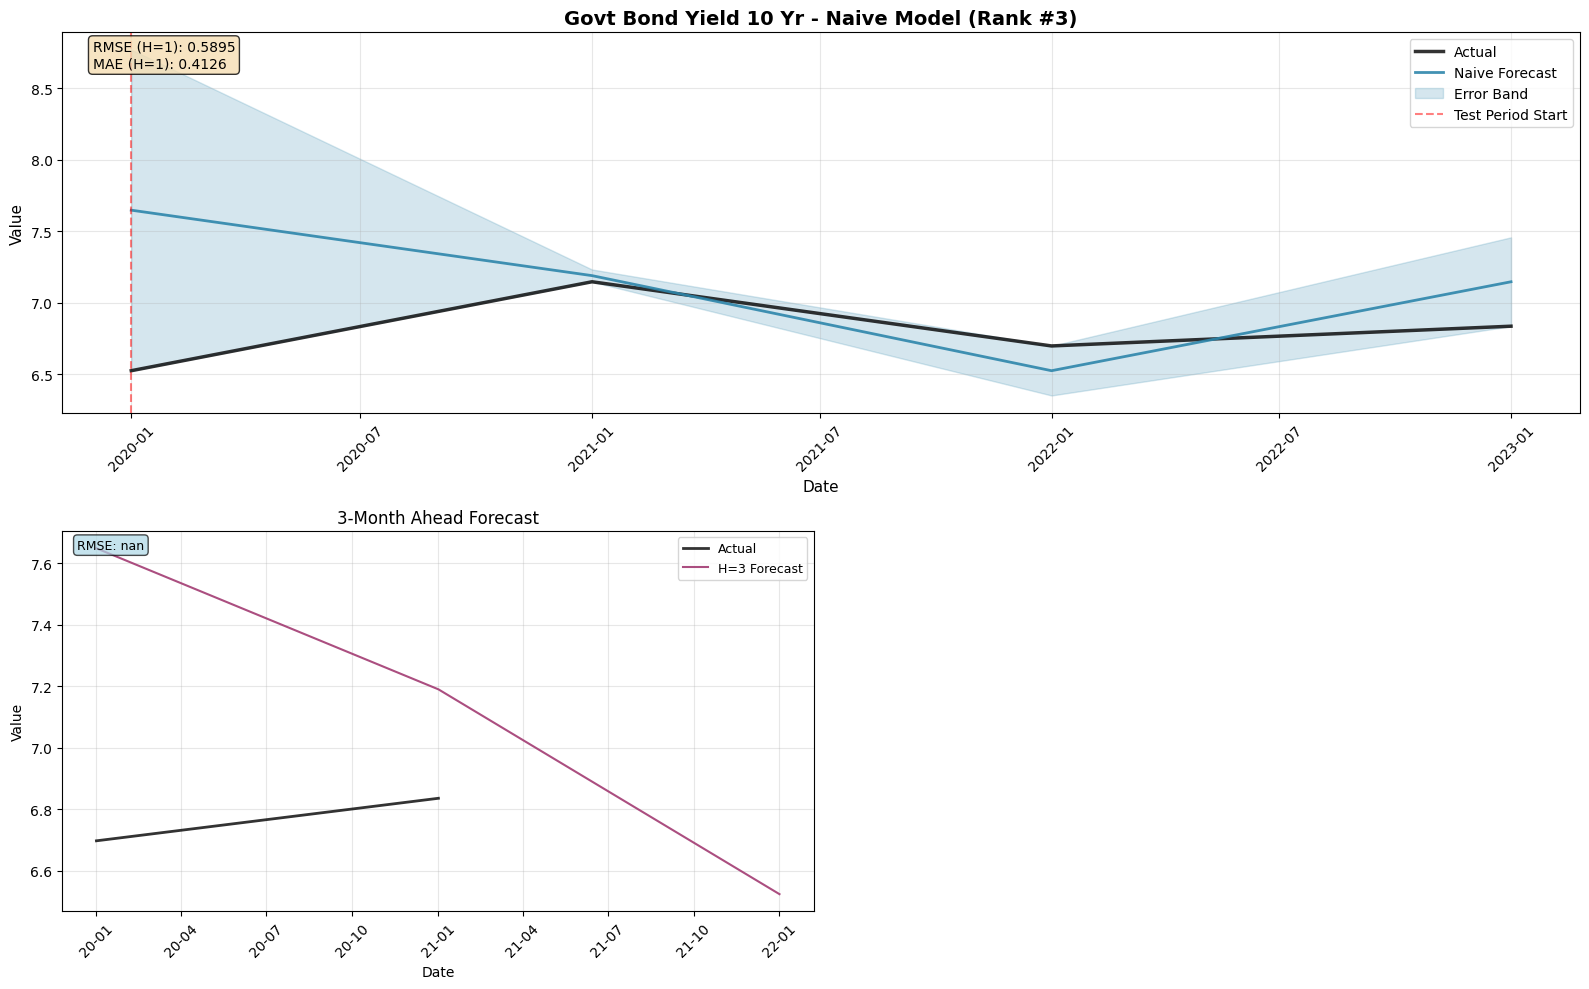 Govt Bond Yield 10 Yr - Naive Model (Rank #3)
RMSE (H=1): 0.5895
MAE (H=1): 0.4126
Actual
Naive Forecast
Error Band
Test Period Start
Value
8.5
8.0
7.5
7.0
6.5
2020-01
2020-07
2021-01
2021-07
2022-01
2022-07
2023-01
Date
3-Month Ahead Forecast
RMSE: nan
Actual
H=3 Forecast
Value
7.6
7.4
7.2
7.0
6.8
6.6
20-01
20-04
20-07
20-10
21-01
21-04
21-07
21-10
22-01
Date